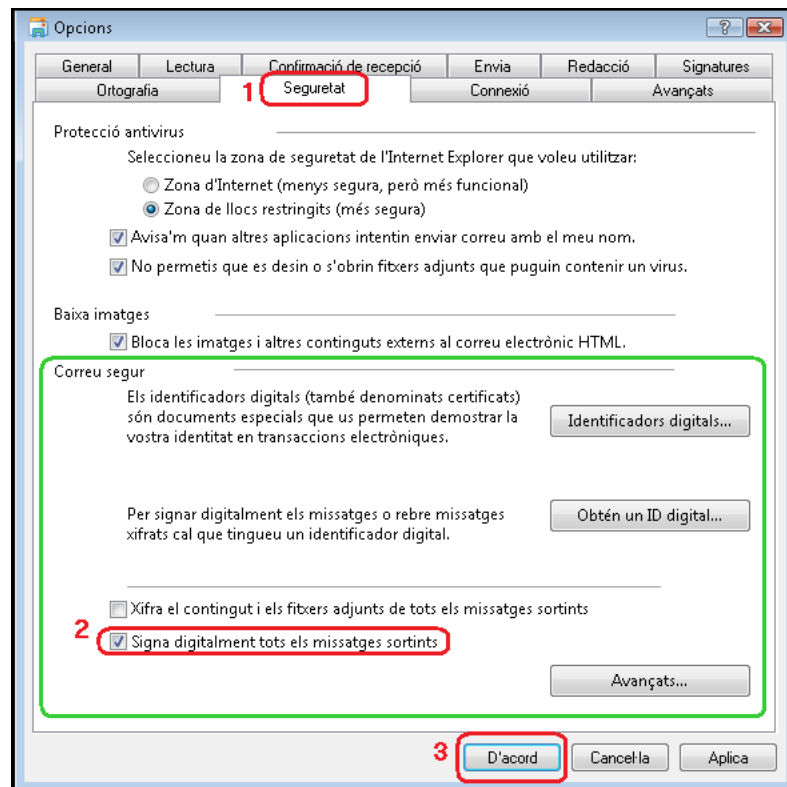 Opcions
General Lectura Confirmació de recepció Envia Redacció Signatures
Ortografia 1 Seguretat Connexió Avançats
Protecció antivirus
Seleccioneu la zona de seguretat de l'Internet Explorer que voleu utilitzar:
Zona d'Internet (menys segura, però més funcional)
Zona de llocs restringits (més segura)
Avisa'm quan altres aplicacions intentin enviar correu amb el meu nom.
No permetis que es desin o s'obrin fitxers adjunts que puguin contenir un virus.
Baixa imatges
Bloca les imatges i altres continguts externs al correu electrònic HTML.
Correu segur
Els identificadors digitals (també denominats certificats)
són documents especials que us permeten demostrar la
vostra identitat en transaccions electròniques.
Identificadors digitals...
Per signar digitalment els missatges o rebre missatges
xifrats cal que tingueu un identificador digital.
Obtén un ID digital...
Xifra el contingut i els fitxers adjunts de tots els missatges sortints
2 Signa digitalment tots els missatges sortints
Avançats...
3 D'acord Cancel·la Aplica